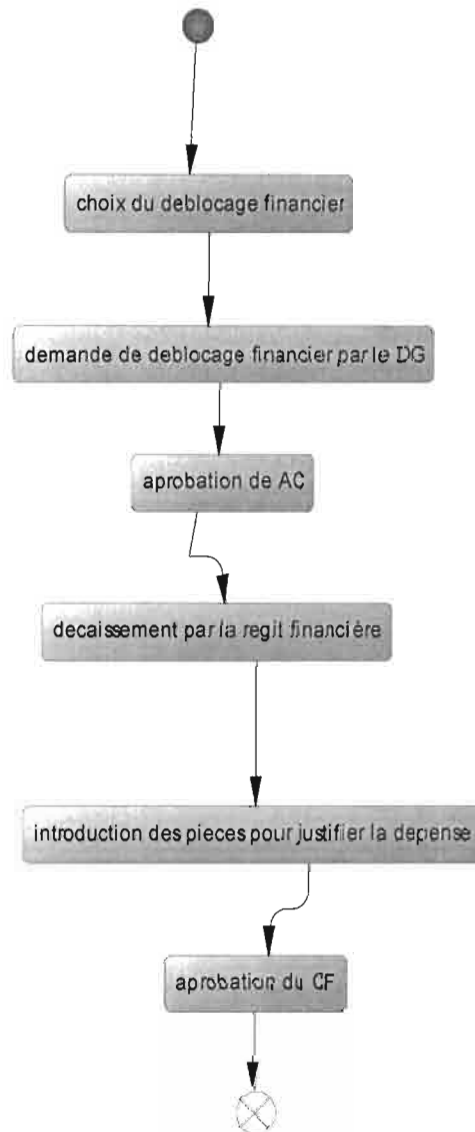 choix du deblocage financier
demande de deblocage financier par le DG
aprobation de AC
decaissement par la regit financière
introduction des pieces pour justifier la depense
aprobation du CF